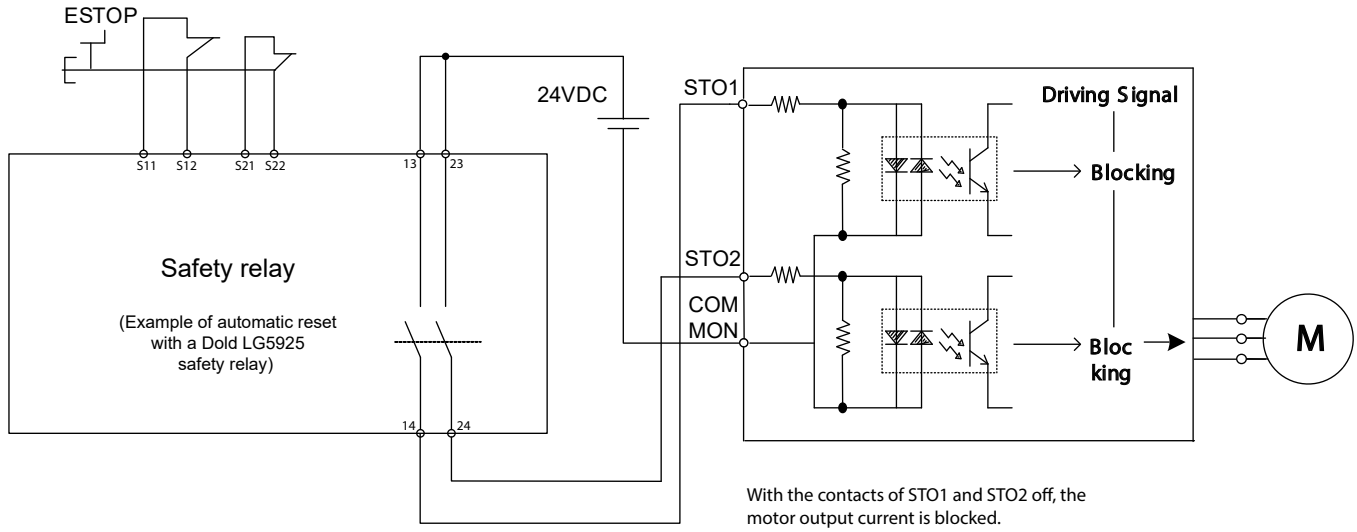 ESTOP
S11
S12
S21
S22
13
23
24VDC
Safety relay
(Example of automatic reset
with a Dold LG5925
safety relay)
14
24
STO1
STO2
COM
MON
Driving Signal
Blocking
Bloc
king
M
With the contacts of STO1 and STO2 off, the
motor output current is blocked.